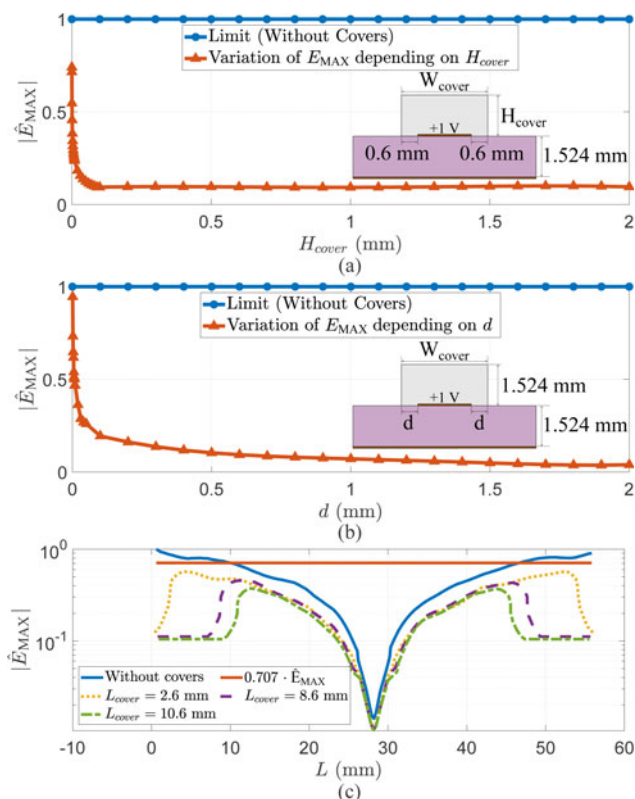 1
Limit (Without Covers)
Variation of E_MAX depending on H_cover
W_cover
|Ê_MAX|
0.5
+1 V
H_cover
0.6 mm
0.6 mm
1.524 mm
0
0 0.5 1 1.5 2
H_cover (mm)
(a)
1
Limit (Without Covers)
Variation of E_MAX depending on d
W_cover
|Ê_MAX|
0.5
+1 V
1.524 mm
d
d
1.524 mm
0
0 0.5 1 1.5 2
d (mm)
(b)
10^0
|Ê_MAX|
10^-1
Without covers
0.707 · Ê_MAX
L_cover = 2.6 mm
L_cover = 8.6 mm
L_cover = 10.6 mm
-10 0 10 20 30 40 50 60
L (mm)
(c)